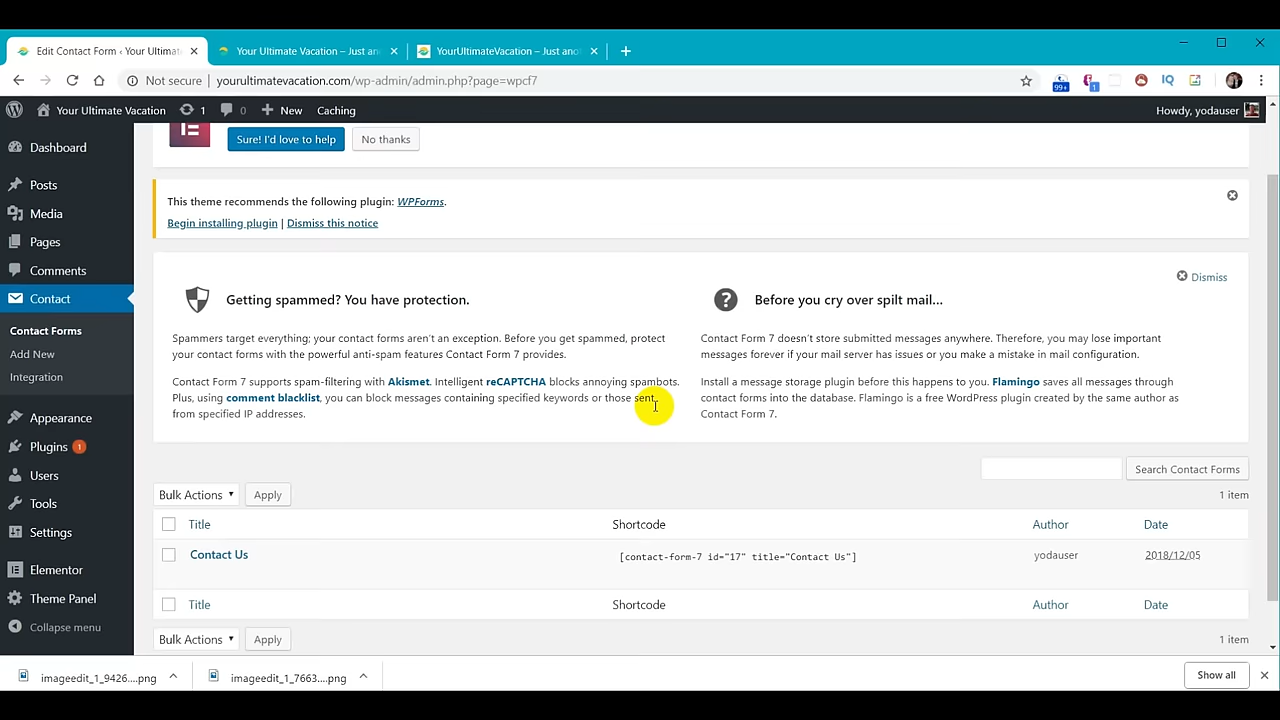 Edit Contact Form ‹ Your Ultimat
Your Ultimate Vacation – Just an
YourUltimateVacation – Just anot
Not secure | yourultimatevacation.com/wp-admin/admin.php?page=wpcf7
99+
1
IQ
Your Ultimate Vacation 1 0 New Caching
Howdy, yodauser
Dashboard
Posts
Media
Pages
Comments
Contact
Contact Forms
Add New
Integration
Appearance
Plugins 1
Users
Tools
Settings
Elementor
Theme Panel
Collapse menu
Sure! I'd love to help No thanks
This theme recommends the following plugin: WPForms.
Begin installing plugin | Dismiss this notice
Dismiss
Getting spammed? You have protection.
Spammers target everything; your contact forms aren't an exception. Before you get spammed, protect
your contact forms with the powerful anti-spam features Contact Form 7 provides.
Contact Form 7 supports spam-filtering with Akismet. Intelligent reCAPTCHA blocks annoying spambots.
Plus, using comment blacklist, you can block messages containing specified keywords or those sent
from specified IP addresses.
Before you cry over spilt mail...
Contact Form 7 doesn't store submitted messages anywhere. Therefore, you may lose important
messages forever if your mail server has issues or you make a mistake in mail configuration.
Install a message storage plugin before this happens to you. Flamingo saves all messages through
contact forms into the database. Flamingo is a free WordPress plugin created by the same author as
Contact Form 7.
Search Contact Forms
Bulk Actions Apply
1 item
Title Shortcode Author Date
Contact Us [contact-form-7 id="17" title="Contact Us"] yodauser 2018/12/05
Title Shortcode Author Date
Bulk Actions Apply
1 item
imageedit_1_9426....png
imageedit_1_7663....png
Show all